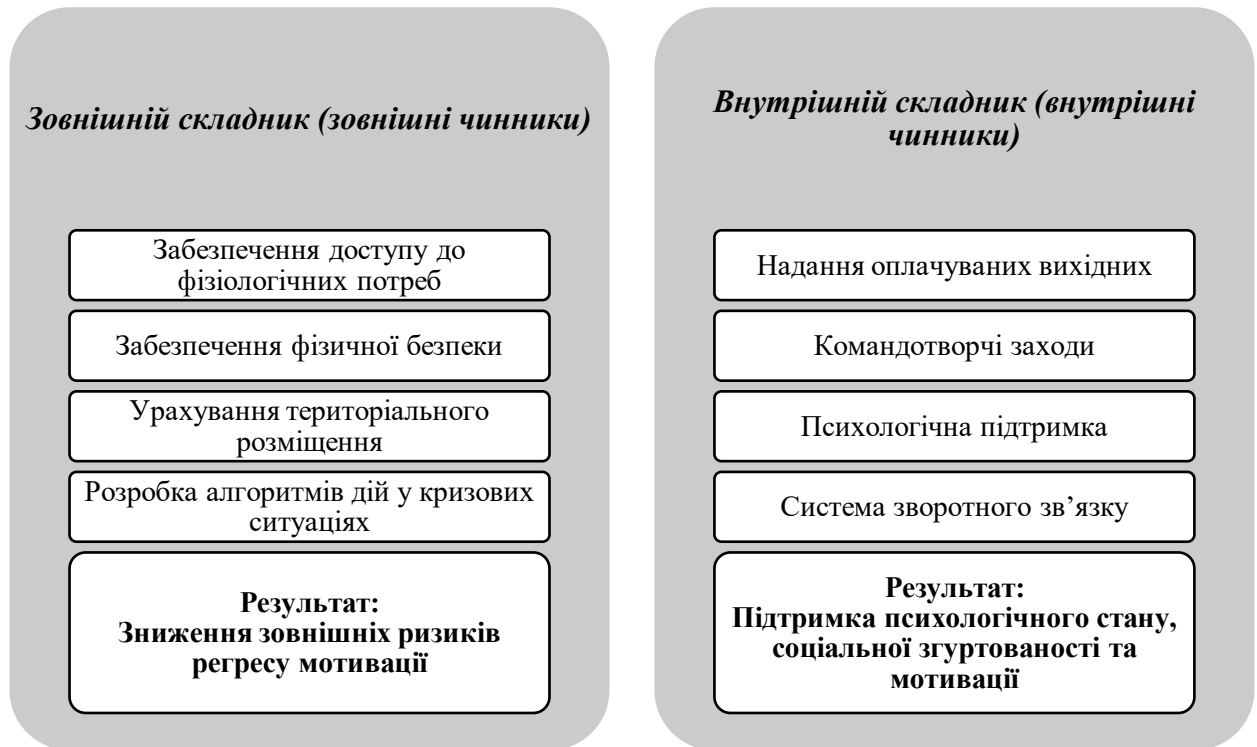 Зовнішній складник (зовнішні чинники)
Забезпечення доступу до
фізіологічних потреб
Забезпечення фізичної безпеки
Урахування територіального
розміщення
Розробка алгоритмів дій у кризових
ситуаціях
Результат:
Зниження зовнішніх ризиків
регресу мотивації
Внутрішній складник (внутрішні
чинники)
Надання оплачуваних вихідних
Командотворчі заходи
Психологічна підтримка
Система зворотного зв’язку
Результат:
Підтримка психологічного стану,
соціальної згуртованості та
мотивації